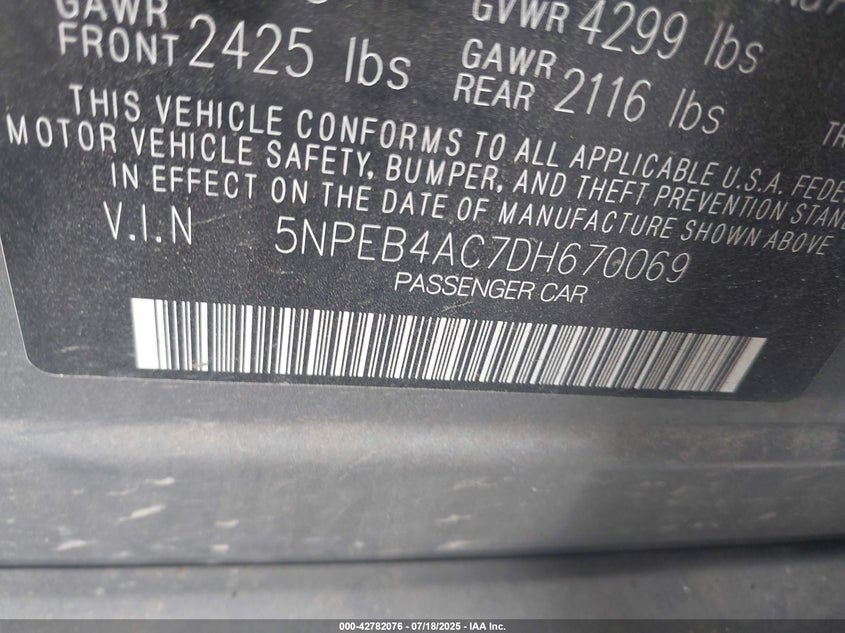 GAWR FRONT 2425 lbs
GVWR 4299 lbs
GAWR REAR 2116 lbs
THIS VEHICLE CONFORMS TO ALL APPLICABLE U.S.A. FEDE
MOTOR VEHICLE SAFETY, BUMPER, AND THEFT PREVENTION STAN
IN EFFECT ON THE DATE OF MANUFACTURE SHOWN ABOVE
V.I.N 5NPEB4AC7DH670069
PASSENGER CAR
000-42782076 - 07/18/2025 - IAA Inc.